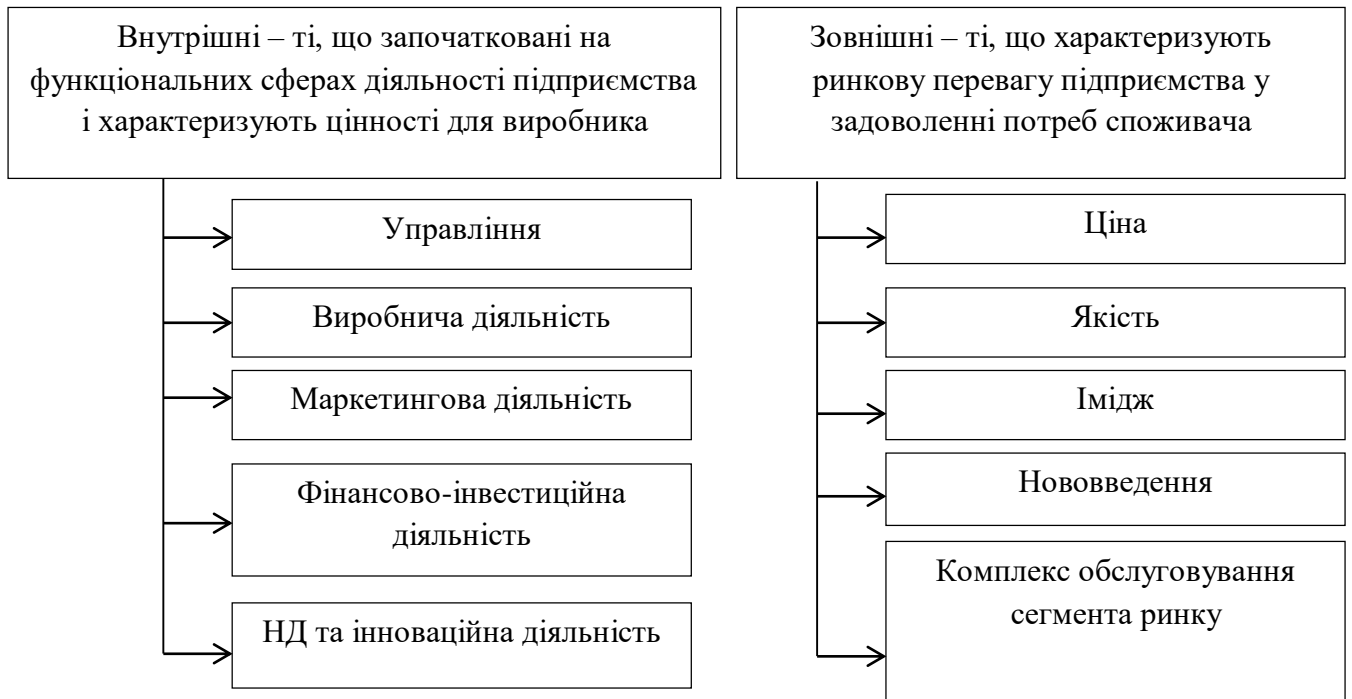 Внутрішні – ті, що започатковані на
функціональних сферах діяльності підприємства
і характеризують цінності для виробника
Управління
Виробнича діяльність
Маркетингова діяльність
Фінансово-інвестиційна
діяльність
НД та інноваційна діяльність
Зовнішні – ті, що характеризують
ринкову перевагу підприємства у
задоволенні потреб споживача
Ціна
Якість
Імідж
Нововведення
Комплекс обслуговування
сегмента ринку